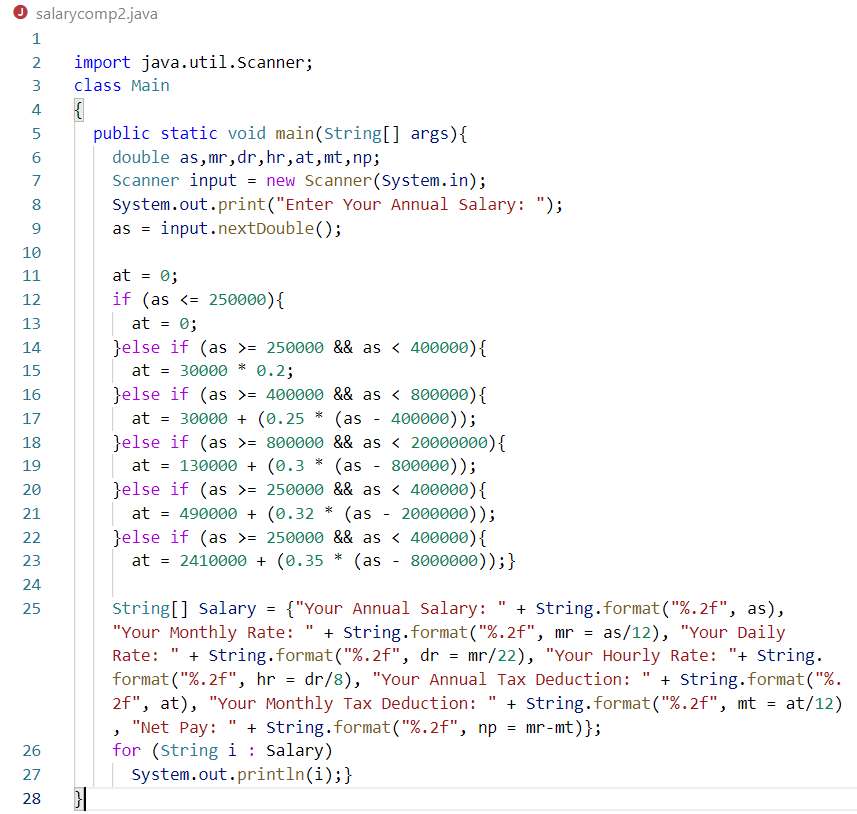 salarycomp2.java
1
2 import java.util.Scanner;
3 class Main
4 {
5 public static void main(String[] args){
6 double as,mr,dr,hr,at,mt,np;
7 Scanner input = new Scanner(System.in);
8 System.out.print("Enter Your Annual Salary: ");
9 as = input.nextDouble();
10
11 at = 0;
12 if (as <= 250000){
13 at = 0;
14 }else if (as >= 250000 && as < 400000){
15 at = 30000 * 0.2;
16 }else if (as >= 400000 && as < 800000){
17 at = 30000 + (0.25 * (as - 400000));
18 }else if (as >= 800000 && as < 20000000){
19 at = 130000 + (0.3 * (as - 800000));
20 }else if (as >= 250000 && as < 400000){
21 at = 490000 + (0.32 * (as - 2000000));
22 }else if (as >= 250000 && as < 400000){
23 at = 2410000 + (0.35 * (as - 8000000));}
24
25 String[] Salary = {"Your Annual Salary: " + String.format("%.2f", as),
"Your Monthly Rate: " + String.format("%.2f", mr = as/12), "Your Daily
Rate: " + String.format("%.2f", dr = mr/22), "Your Hourly Rate: "+ String.
format("%.2f", hr = dr/8), "Your Annual Tax Deduction: " + String.format("%.
2f", at), "Your Monthly Tax Deduction: " + String.format("%.2f", mt = at/12)
, "Net Pay: " + String.format("%.2f", np = mr-mt)};
26 for (String i : Salary)
27 System.out.println(i);}
28 }